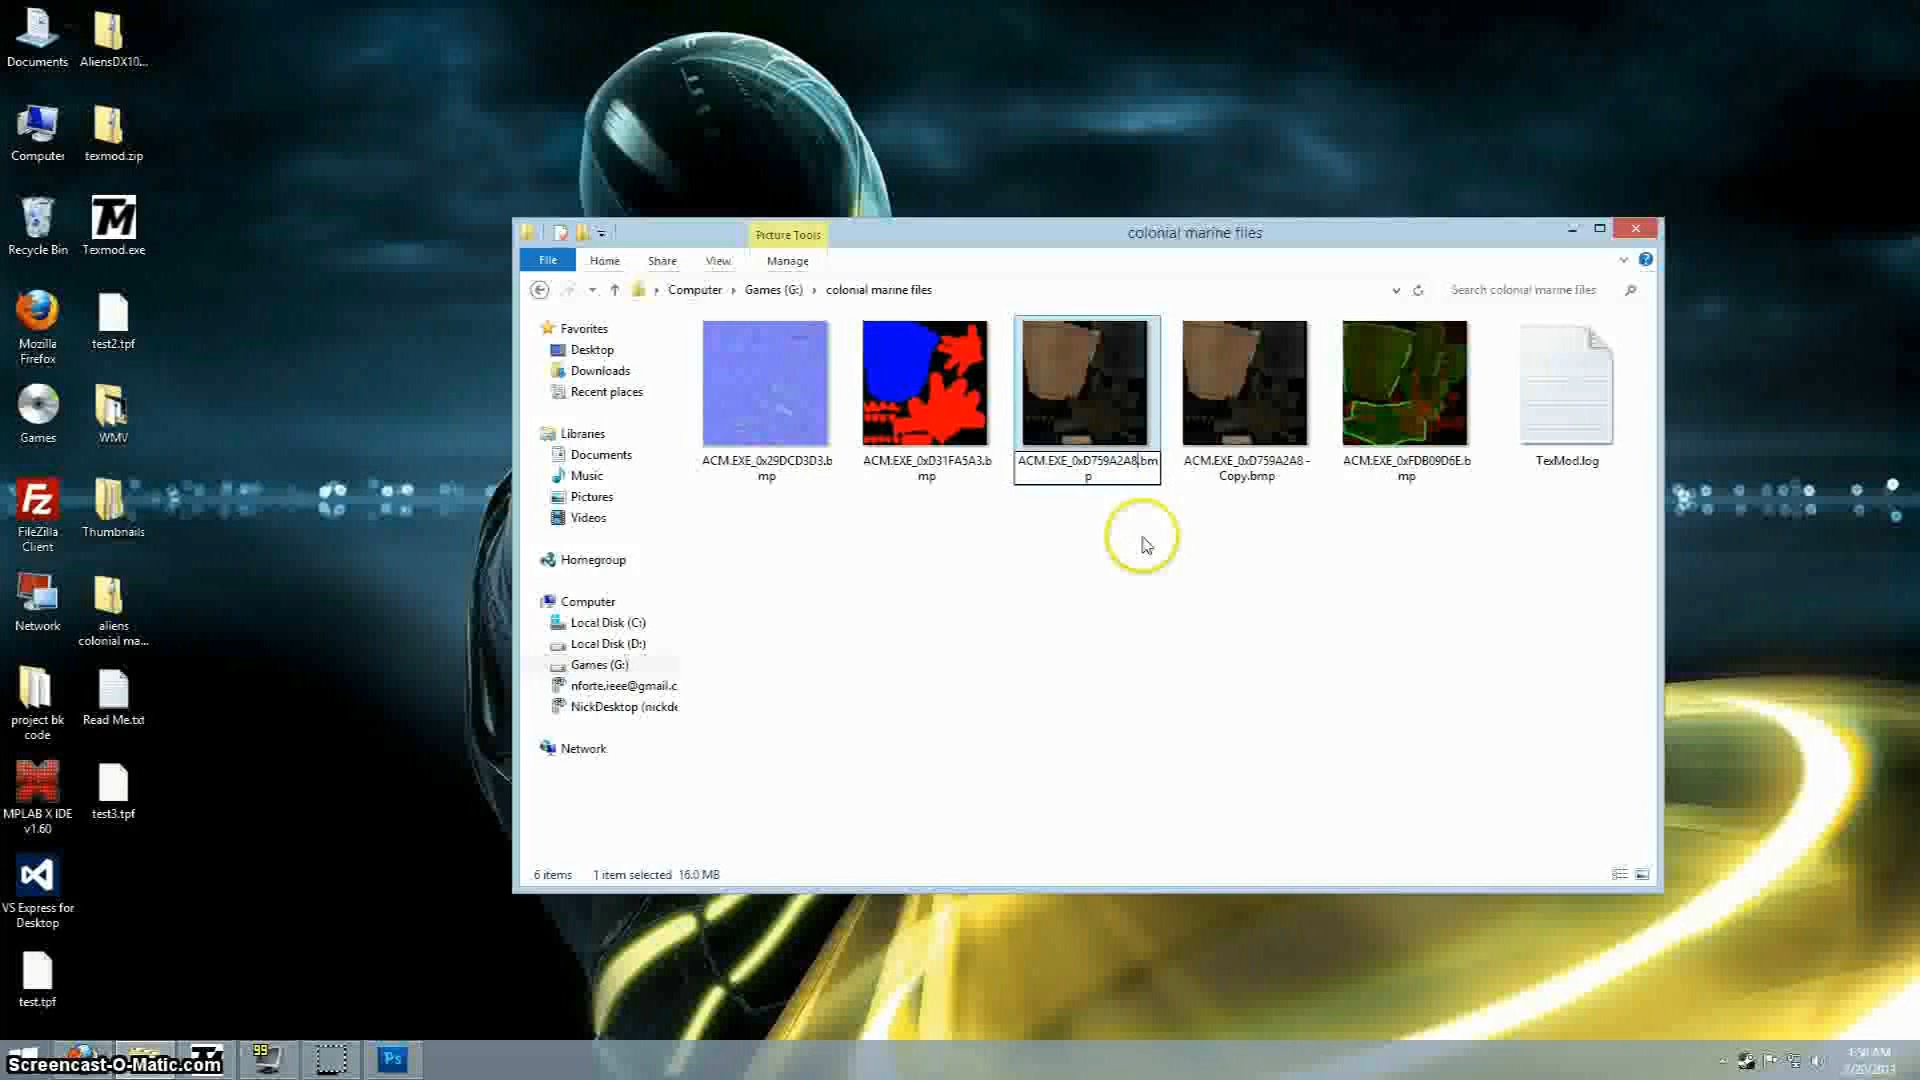 Documents
AliensDX10...
Computer
texmod.zip
Recycle Bin
TM
Texmod.exe
Mozilla
Firefox
test2.tpf
Games
WMV
Fz
FileZilla
Client
Thumbnails
Network
aliens
colonial ma...
project bk
code
Read Me.txt
MPLAB X IDE
v1.60
test3.tpf
VS Express for
Desktop
test.tpf
Picture Tools
colonial marine files
File
Home
Share
View
Manage
Computer
Games (G:)
colonial marine files
Search colonial marine files
Favorites
Desktop
Downloads
Recent places
Libraries
Documents
Music
Pictures
Videos
Homegroup
Computer
Local Disk (C:)
Local Disk (D:)
Games (G:)
nforte.ieee@gmail.c
NickDesktop (nickde
Network
ACM.EXE_0x29DCD3D3.b
mp
ACM.EXE_0xD31FA5A3.b
mp
ACM.EXE_0xD759A2A8.bm
p
ACM.EXE_0xD759A2A8 -
Copy.bmp
ACM.EXE_0xFDB09D6E.b
mp
TexMod.log
6 items
1 item selected
16.0 MB
99
Ps
Screencast-O-Matic.com